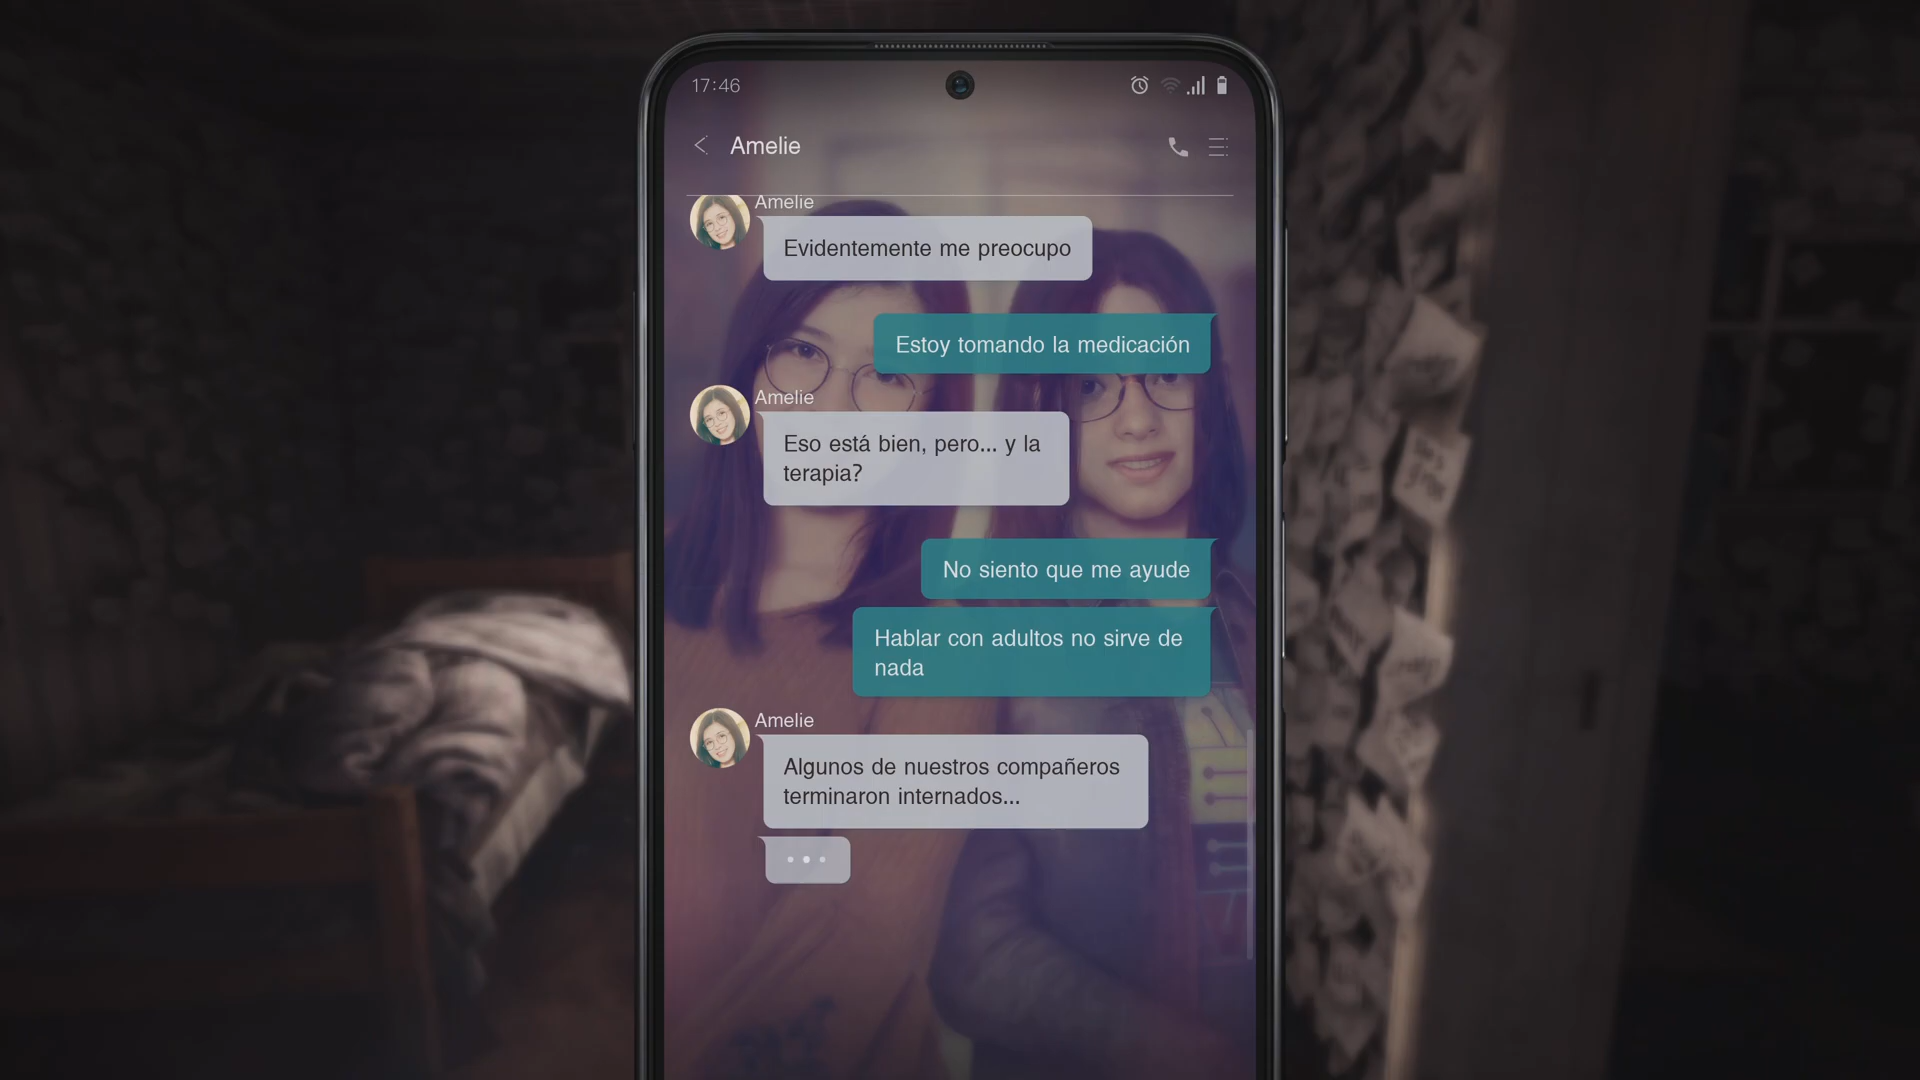 17:46
Amelie
Amelie
Evidentemente me preocupo
Estoy tomando la medicación
Amelie
Eso está bien, pero... y la
terapia?
No siento que me ayude
Hablar con adultos no sirve de
nada
Amelie
Algunos de nuestros compañeros
terminaron internados...